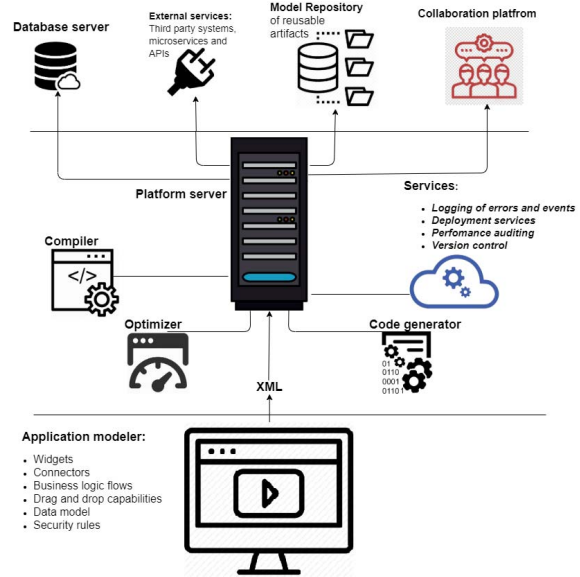 Database server
External services:
Third party systems,
microservices and
APIs
Model Repository
of reusable
artifacts
Collaboration platfrom
Platform server
Services:
Logging of errors and events
Deployment services
Perfomance auditing
Version control
Compiler
</>
Optimizer
Code generator
01
0110
0001
01101
XML
Application modeler:
Widgets
Connectors
Business logic flows
Drag and drop capabilities
Data model
Security rules